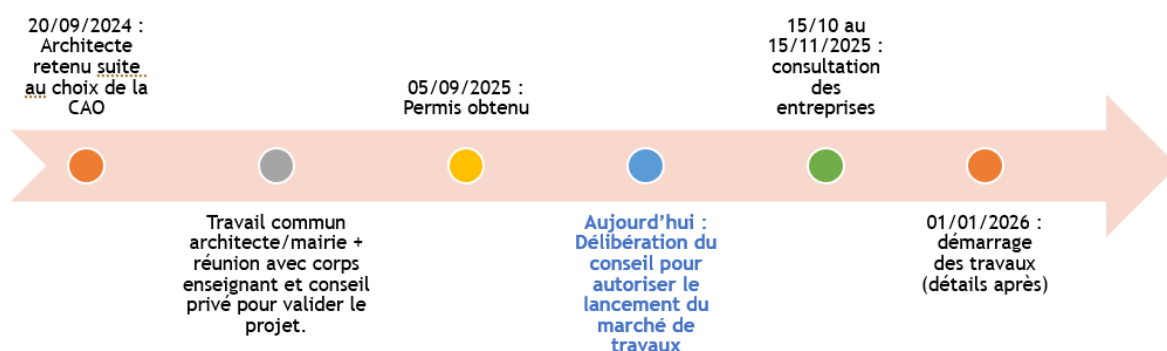 20/09/2024 :
Architecte
retenu suite
au choix de la
CAO
Travail commun
architecte/mairie +
réunion avec corps
enseignant et conseil
privé pour valider le
projet.
05/09/2025 :
Permis obtenu
Aujourd’hui :
Délibération du
conseil pour
autoriser le
lancement du
marché de
travaux
15/10 au
15/11/2025 :
consultation
des
entreprises
01/01/2026 :
démarrage
des travaux
(détails après)